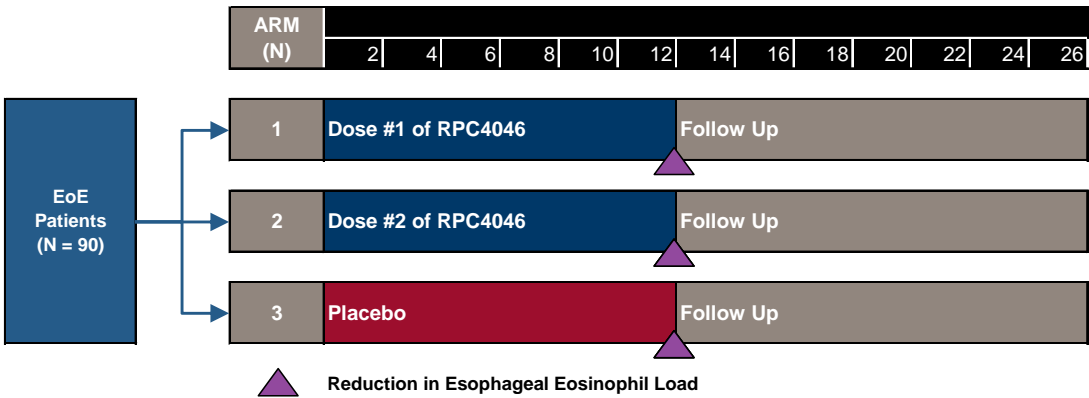 ARM
(N)
2 4 6 8 10 12 14 16 18 20 22 24 26
EoE
Patients
(N = 90)
1 Dose #1 of RPC4046 Follow Up
2 Dose #2 of RPC4046 Follow Up
3 Placebo Follow Up
Reduction in Esophageal Eosinophil Load